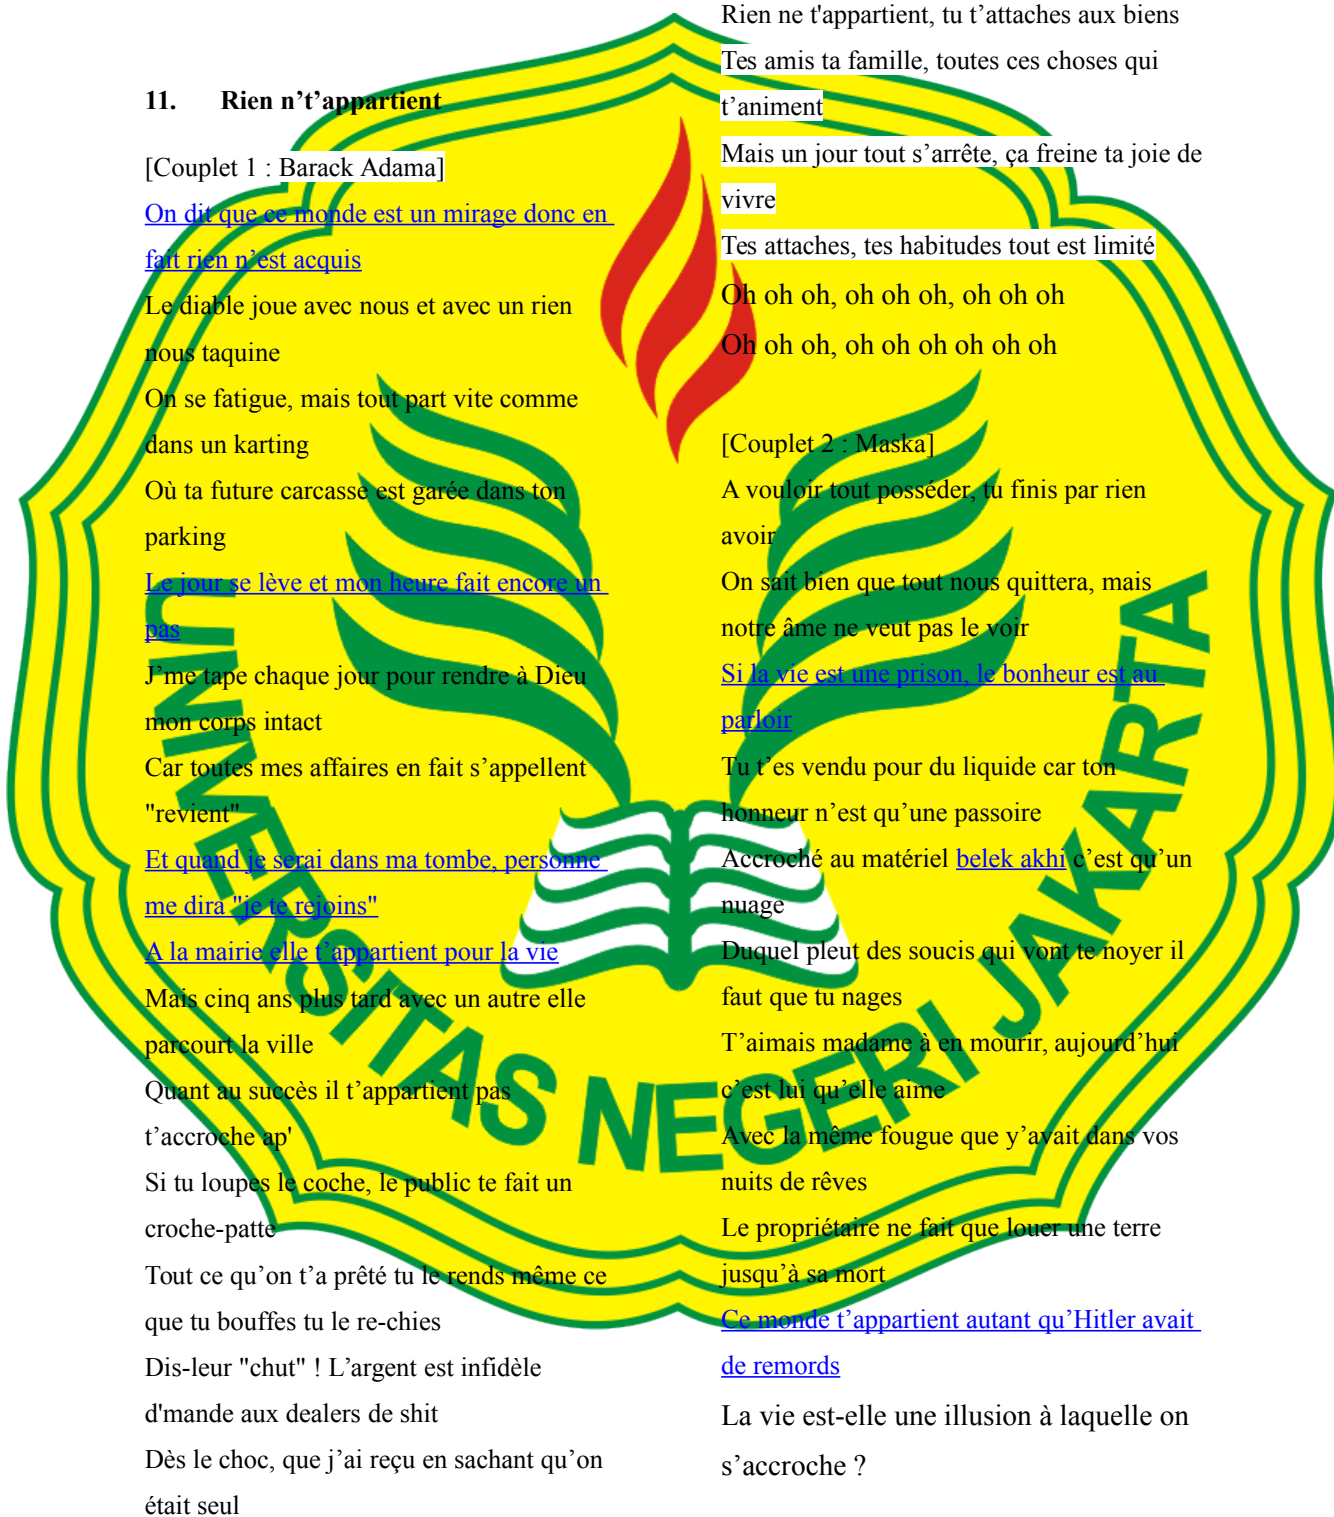 11. Rien n’t’appartient
[Couplet 1 : Barack Adama]
On dit que ce monde est un mirage donc en
fait rien n’est acquis
Le diable joue avec nous et avec un rien
nous taquine
On se fatigue, mais tout part vite comme
dans un karting
Où ta future carcasse est garée dans ton
parking
Le jour se lève et mon heure fait encore un
pas
J’me tape chaque jour pour rendre à Dieu
mon corps intact
Car toutes mes affaires en fait s’appellent
"revient"
Et quand je serai dans ma tombe, personne
me dira "je te rejoins"
A la mairie elle t’appartient pour la vie
Mais cinq ans plus tard avec un autre elle
parcourt la ville
Quant au succès il t’appartient pas
t’accroche ap'
Si tu loupes le coche, le public te fait un
croche-patte
Tout ce qu’on t’a prêté tu le rends même ce
que tu bouffes tu le re-chies
Dis-leur "chut" ! L’argent est infidèle
d'mande aux dealers de shit
Dès le choc, que j’ai reçu en sachant qu’on
était seul
Rien ne t'appartient, tu t’attaches aux biens
Tes amis ta famille, toutes ces choses qui
t’animent
Mais un jour tout s’arrête, ça freine ta joie de
vivre
Tes attaches, tes habitudes tout est limité
Oh oh oh, oh oh oh, oh oh oh
Oh oh oh, oh oh oh oh oh oh
[Couplet 2 : Maska]
A vouloir tout posséder, tu finis par rien
avoir
On sait bien que tout nous quittera, mais
notre âme ne veut pas le voir
Si la vie est une prison, le bonheur est au
parloir
Tu t’es vendu pour du liquide car ton
honneur n’est qu’une passoire
Accroché au matériel belek akhi c’est qu’un
nuage
Duquel pleut des soucis qui vont te noyer il
faut que tu nages
T’aimais madame à en mourir, aujourd’hui
c’est lui qu’elle aime
Avec la même fougue que y’avait dans vos
nuits de rêves
Le propriétaire ne fait que louer une terre
jusqu’à sa mort
Ce monde t’appartient autant qu’Hitler avait
de remords
La vie est-elle une illusion à laquelle on
s’accroche ?
UNIVERSITAS NEGERI JAKARTA